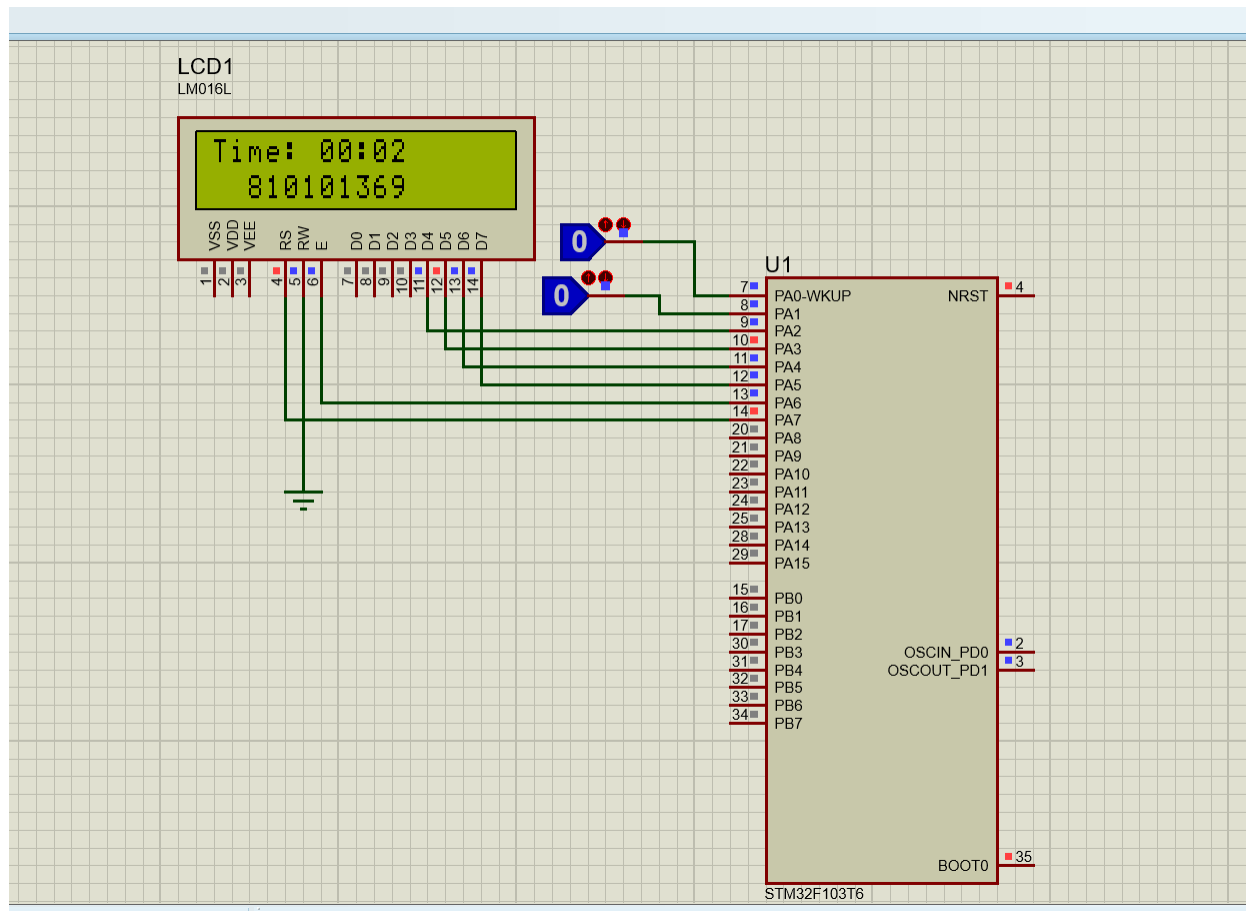 LCD1
LM016L
Time: 00:02
810101369
VSS
VDD
VEE
RS
RW
E
D0
D1
D2
D3
D4
D5
D6
D7
1
2
3
4
5
6
7
8
9
10
11
12
13
14
0
0
U1
7 PA0-WKUP
8 PA1
9 PA2
10 PA3
11 PA4
12 PA5
13 PA6
14 PA7
20 PA8
21 PA9
22 PA10
23 PA11
24 PA12
25 PA13
28 PA14
29 PA15
15 PB0
16 PB1
17 PB2
30 PB3
31 PB4
32 PB5
33 PB6
34 PB7
NRST 4
OSCIN_PD0 2
OSCOUT_PD1 3
BOOT0 35
STM32F103T6